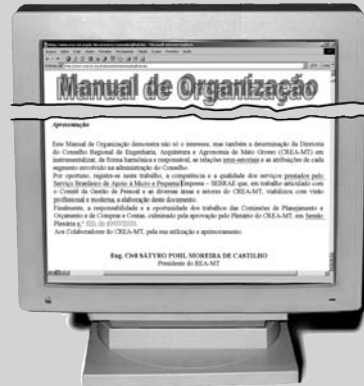 Manual de Organização
Apresentação
Este Manual de Organização demonstra não só o interesse, mas também a determinação da Diretoria
do Conselho Regional de Engenharia, Arquitetura e Agronomia de Mato Grosso (CREA-MT) em
instrumentalizar, de forma harmônica e responsável, as relações inter-setoriais e as atribuições de cada
segmento envolvido na administração do Conselho.
Por oportuno, registre-se neste trabalho, a competência e a qualidade dos serviços prestados pelo
Serviço Brasileiro de Apoio à Micro e Pequena Empresa – SEBRAE que, em trabalho articulado com
o Comitê da Gestão de Pessoal e as diversas áreas e setores do CREA-MT, viabilizou com visão
profissional e moderna, a elaboração deste documento.
Finalmente, a responsabilidade e a oportunidade dos trabalhos das Comissões de Planejamento e
Orçamento e de Compras e Contas, culminado pela aprovação pelo Plenário do CREA-MT, em Sessão
Plenária n.º 520, de
Aos Colaboradores do CREA-MT, pela sua utilização e aprimoramento.
Eng. Civil SÁTYRO POHL MOREIRA DE CASTILHO
Presidente do REA-MT